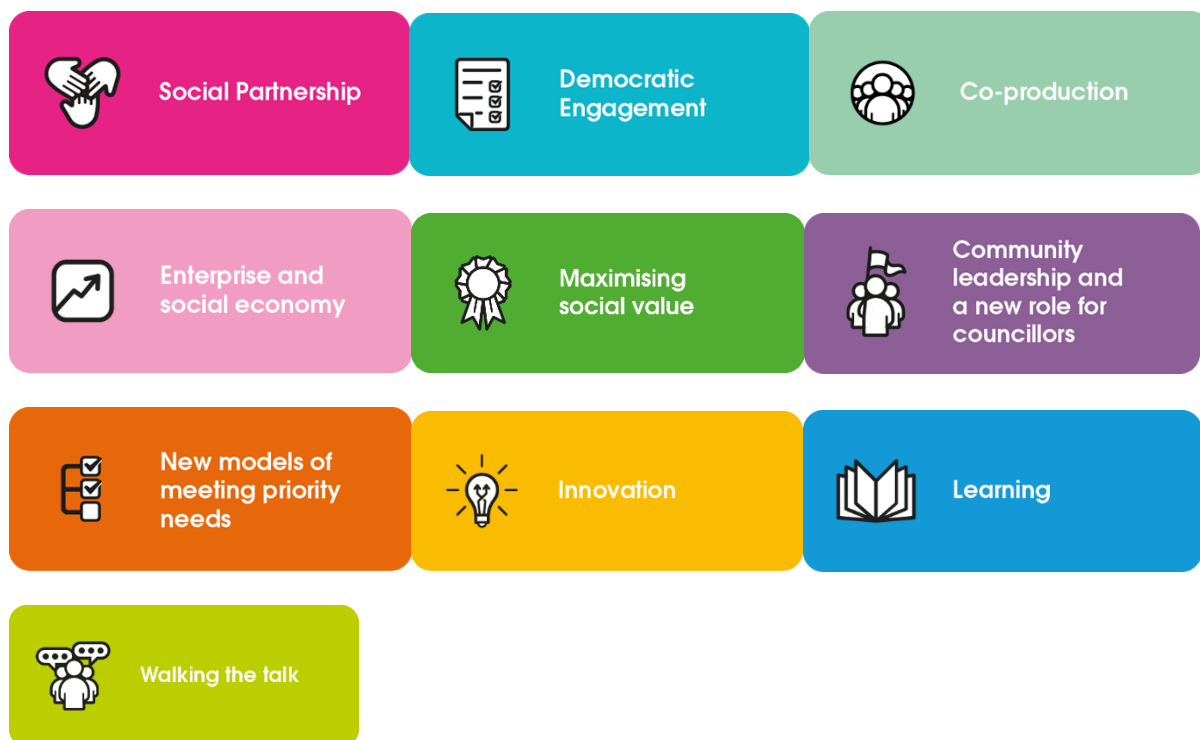 Social Partnership
Democratic
Engagement
Co-production
Enterprise and
social economy
Maximising
social value
Community
leadership and
a new role for
councillors
New models of
meeting priority
needs
Innovation
Learning
Walking the talk